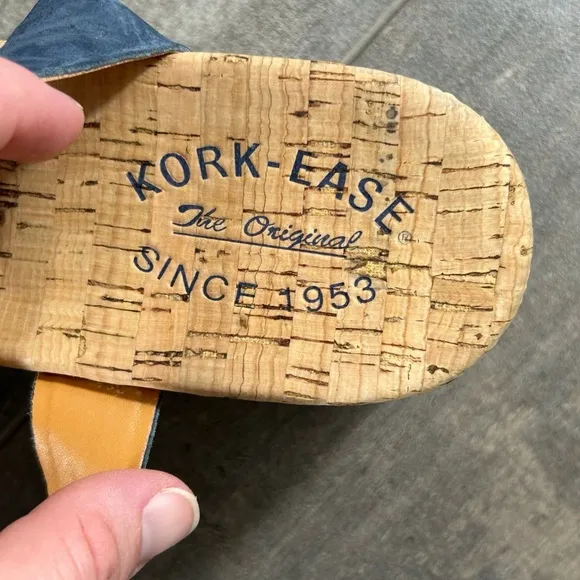 KORK-EASE®
The Original
SINCE 1953